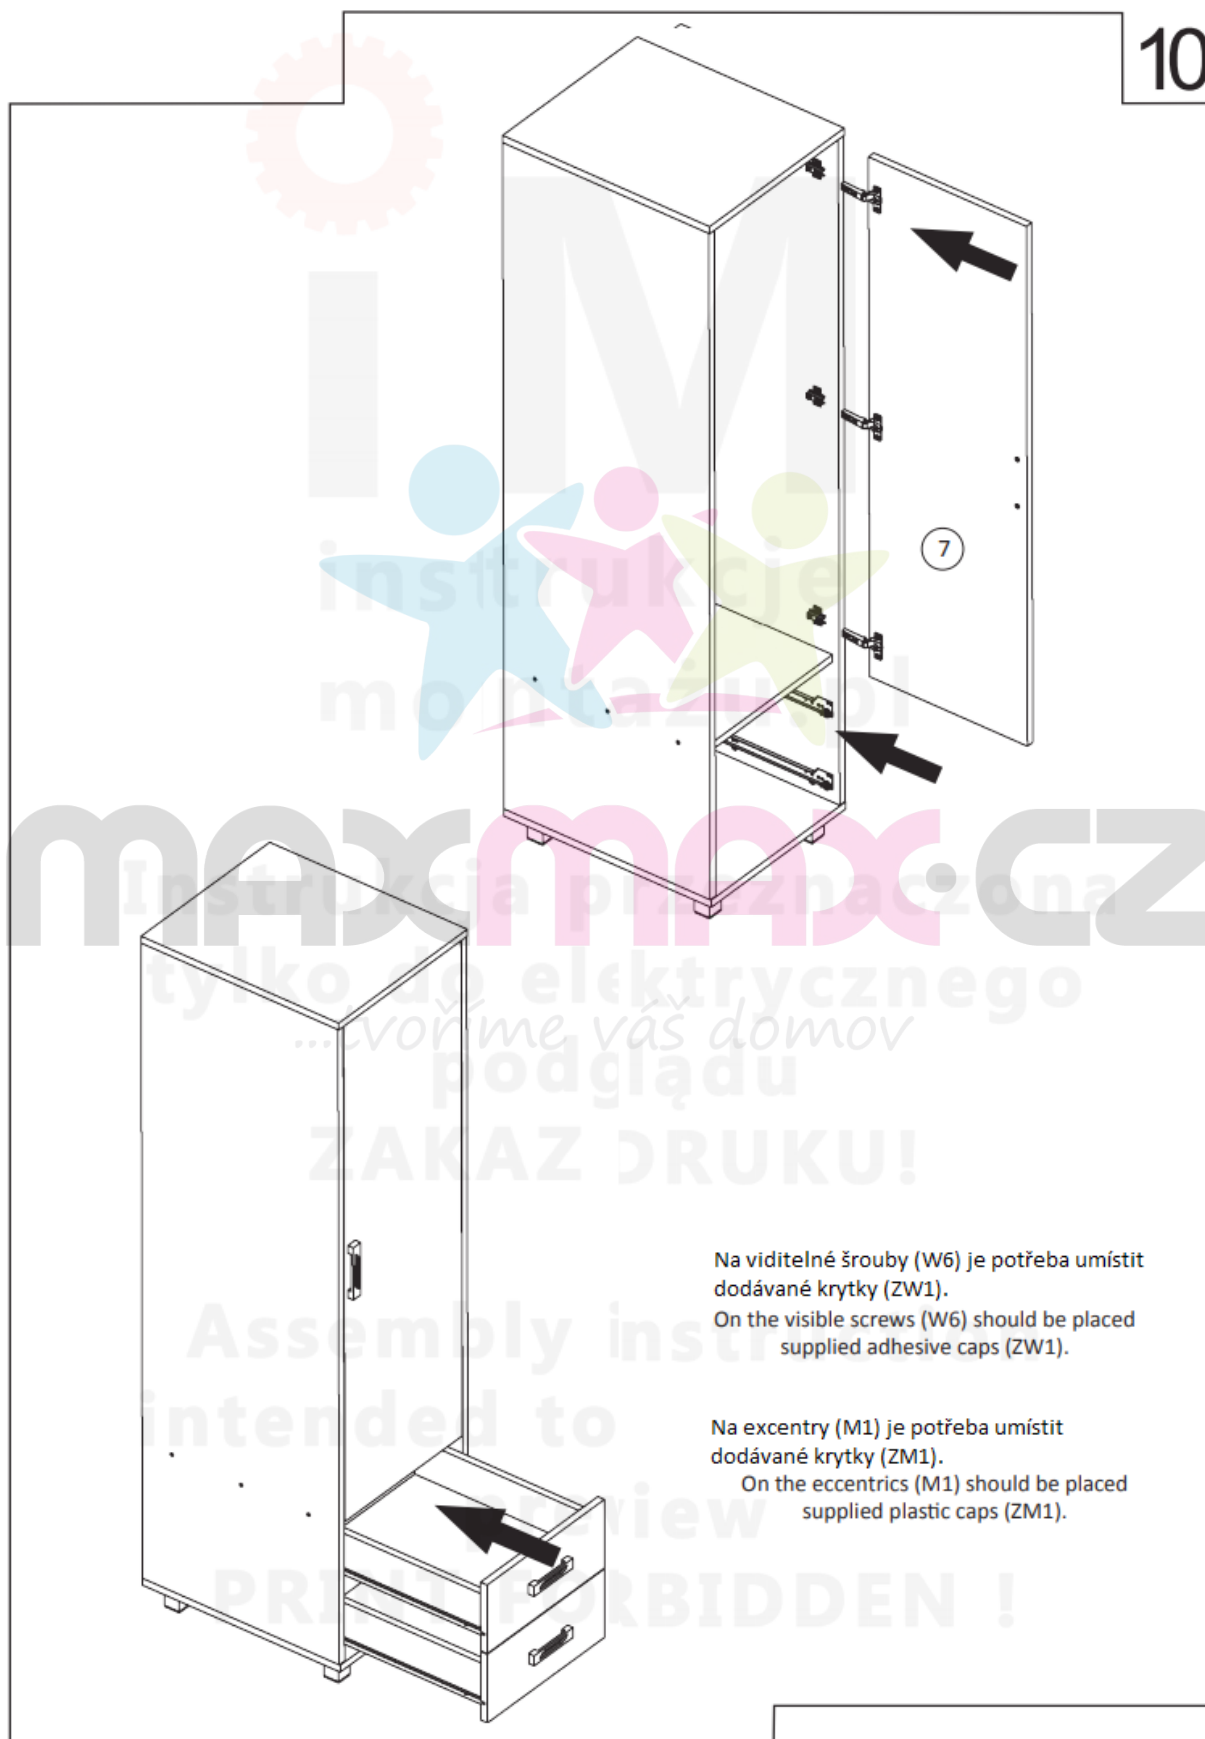 10
7
iM
instrukcje
montażu.pl
maxmax.cz
Instrukcja przeznaczona
tylko do elektrycznego
...tvoříme váš domov
podglądu
ZAKAZ DRUKU!
Na viditelné šrouby (W6) je potřeba umístit
dodávané krytky (ZW1).
On the visible screws (W6) should be placed
supplied adhesive caps (ZW1).
Assembly instruction
intended to
Na excentry (M1) je potřeba umístit
dodávané krytky (ZM1).
On the eccentrics (M1) should be placed
supplied plastic caps (ZM1).
preview
PRINT FORBIDDEN !